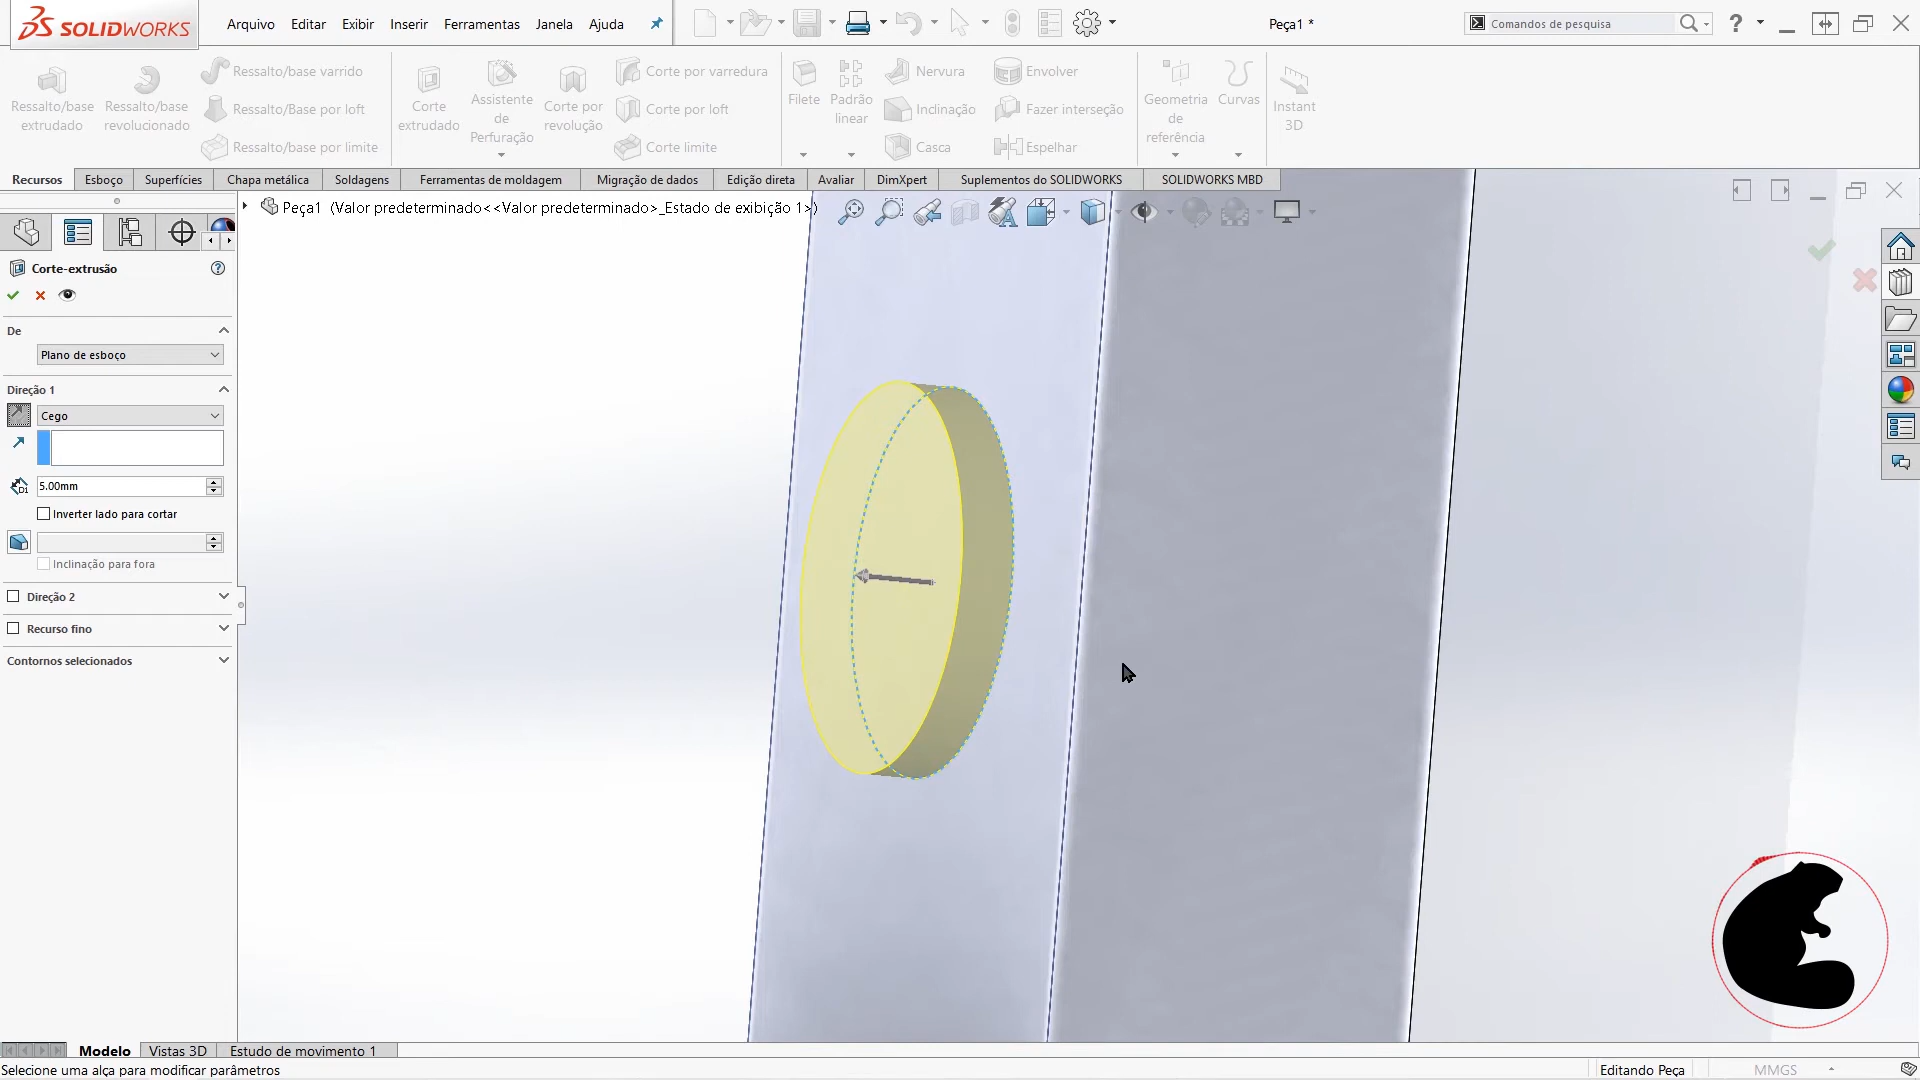 SOLIDWORKS
Arquivo Editar Exibir Inserir Ferramentas Janela Ajuda
Peça1 *
Comandos de pesquisa
?
Ressalto/base extrudado
Ressalto/base revolucionado
Ressalto/base varrido
Ressalto/Base por loft
Ressalto/base por limite
Corte extrudado
Assistente de Perfuração
Corte por revolução
Corte por varredura
Corte por loft
Corte limite
Filete
Padrão linear
Nervura
Inclinação
Casca
Envolver
Fazer interseção
Espelhar
Geometria de referência
Curvas
Instant 3D
Recursos Esboço Superfícies Chapa metálica Soldagens Ferramentas de moldagem Migração de dados Edição direta Avaliar DimXpert Suplementos do SOLIDWORKS SOLIDWORKS MBD
Peça1 (Valor predeterminado<<Valor predeterminado>_Estado de exibição 1>)
Corte-extrusão
De
Plano de esboço
Direção 1
Cego
5.00mm
Inverter lado para cortar
Inclinação para fora
Direção 2
Recurso fino
Contornos selecionados
Modelo Vistas 3D Estudo de movimento 1
Selecione uma alça para modificar parâmetros
Editando Peça
MMGS